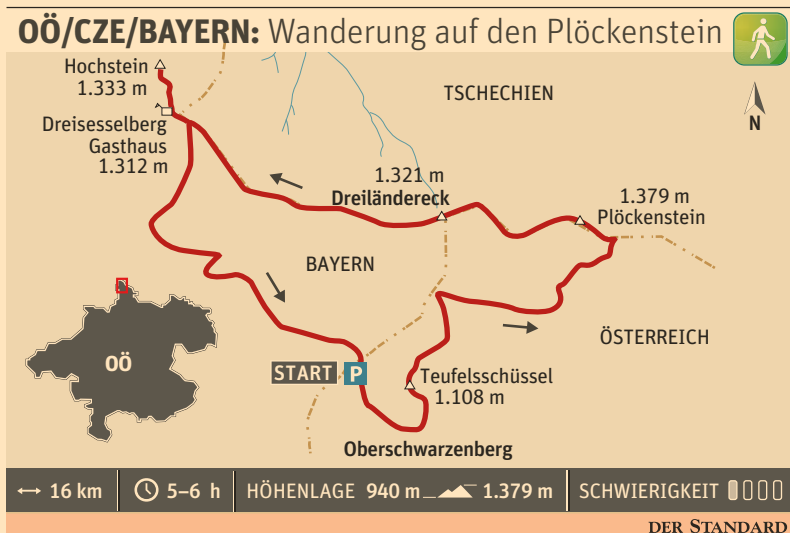 OÖ/CZE/BAYERN: Wanderung auf den Plöckenstein
Hochstein
1.333 m
TSCHECHIEN
N
Dreisesselberg
Gasthaus
1.312 m
1.321 m
Dreiländereck
1.379 m
Plöckenstein
BAYERN
ÖSTERREICH
OÖ
START P
Teufelsschüssel
1.108 m
Oberschwarzenberg
16 km
5–6 h
HÖHENLAGE 940 m 1.379 m
SCHWIERIGKEIT
DER STANDARD